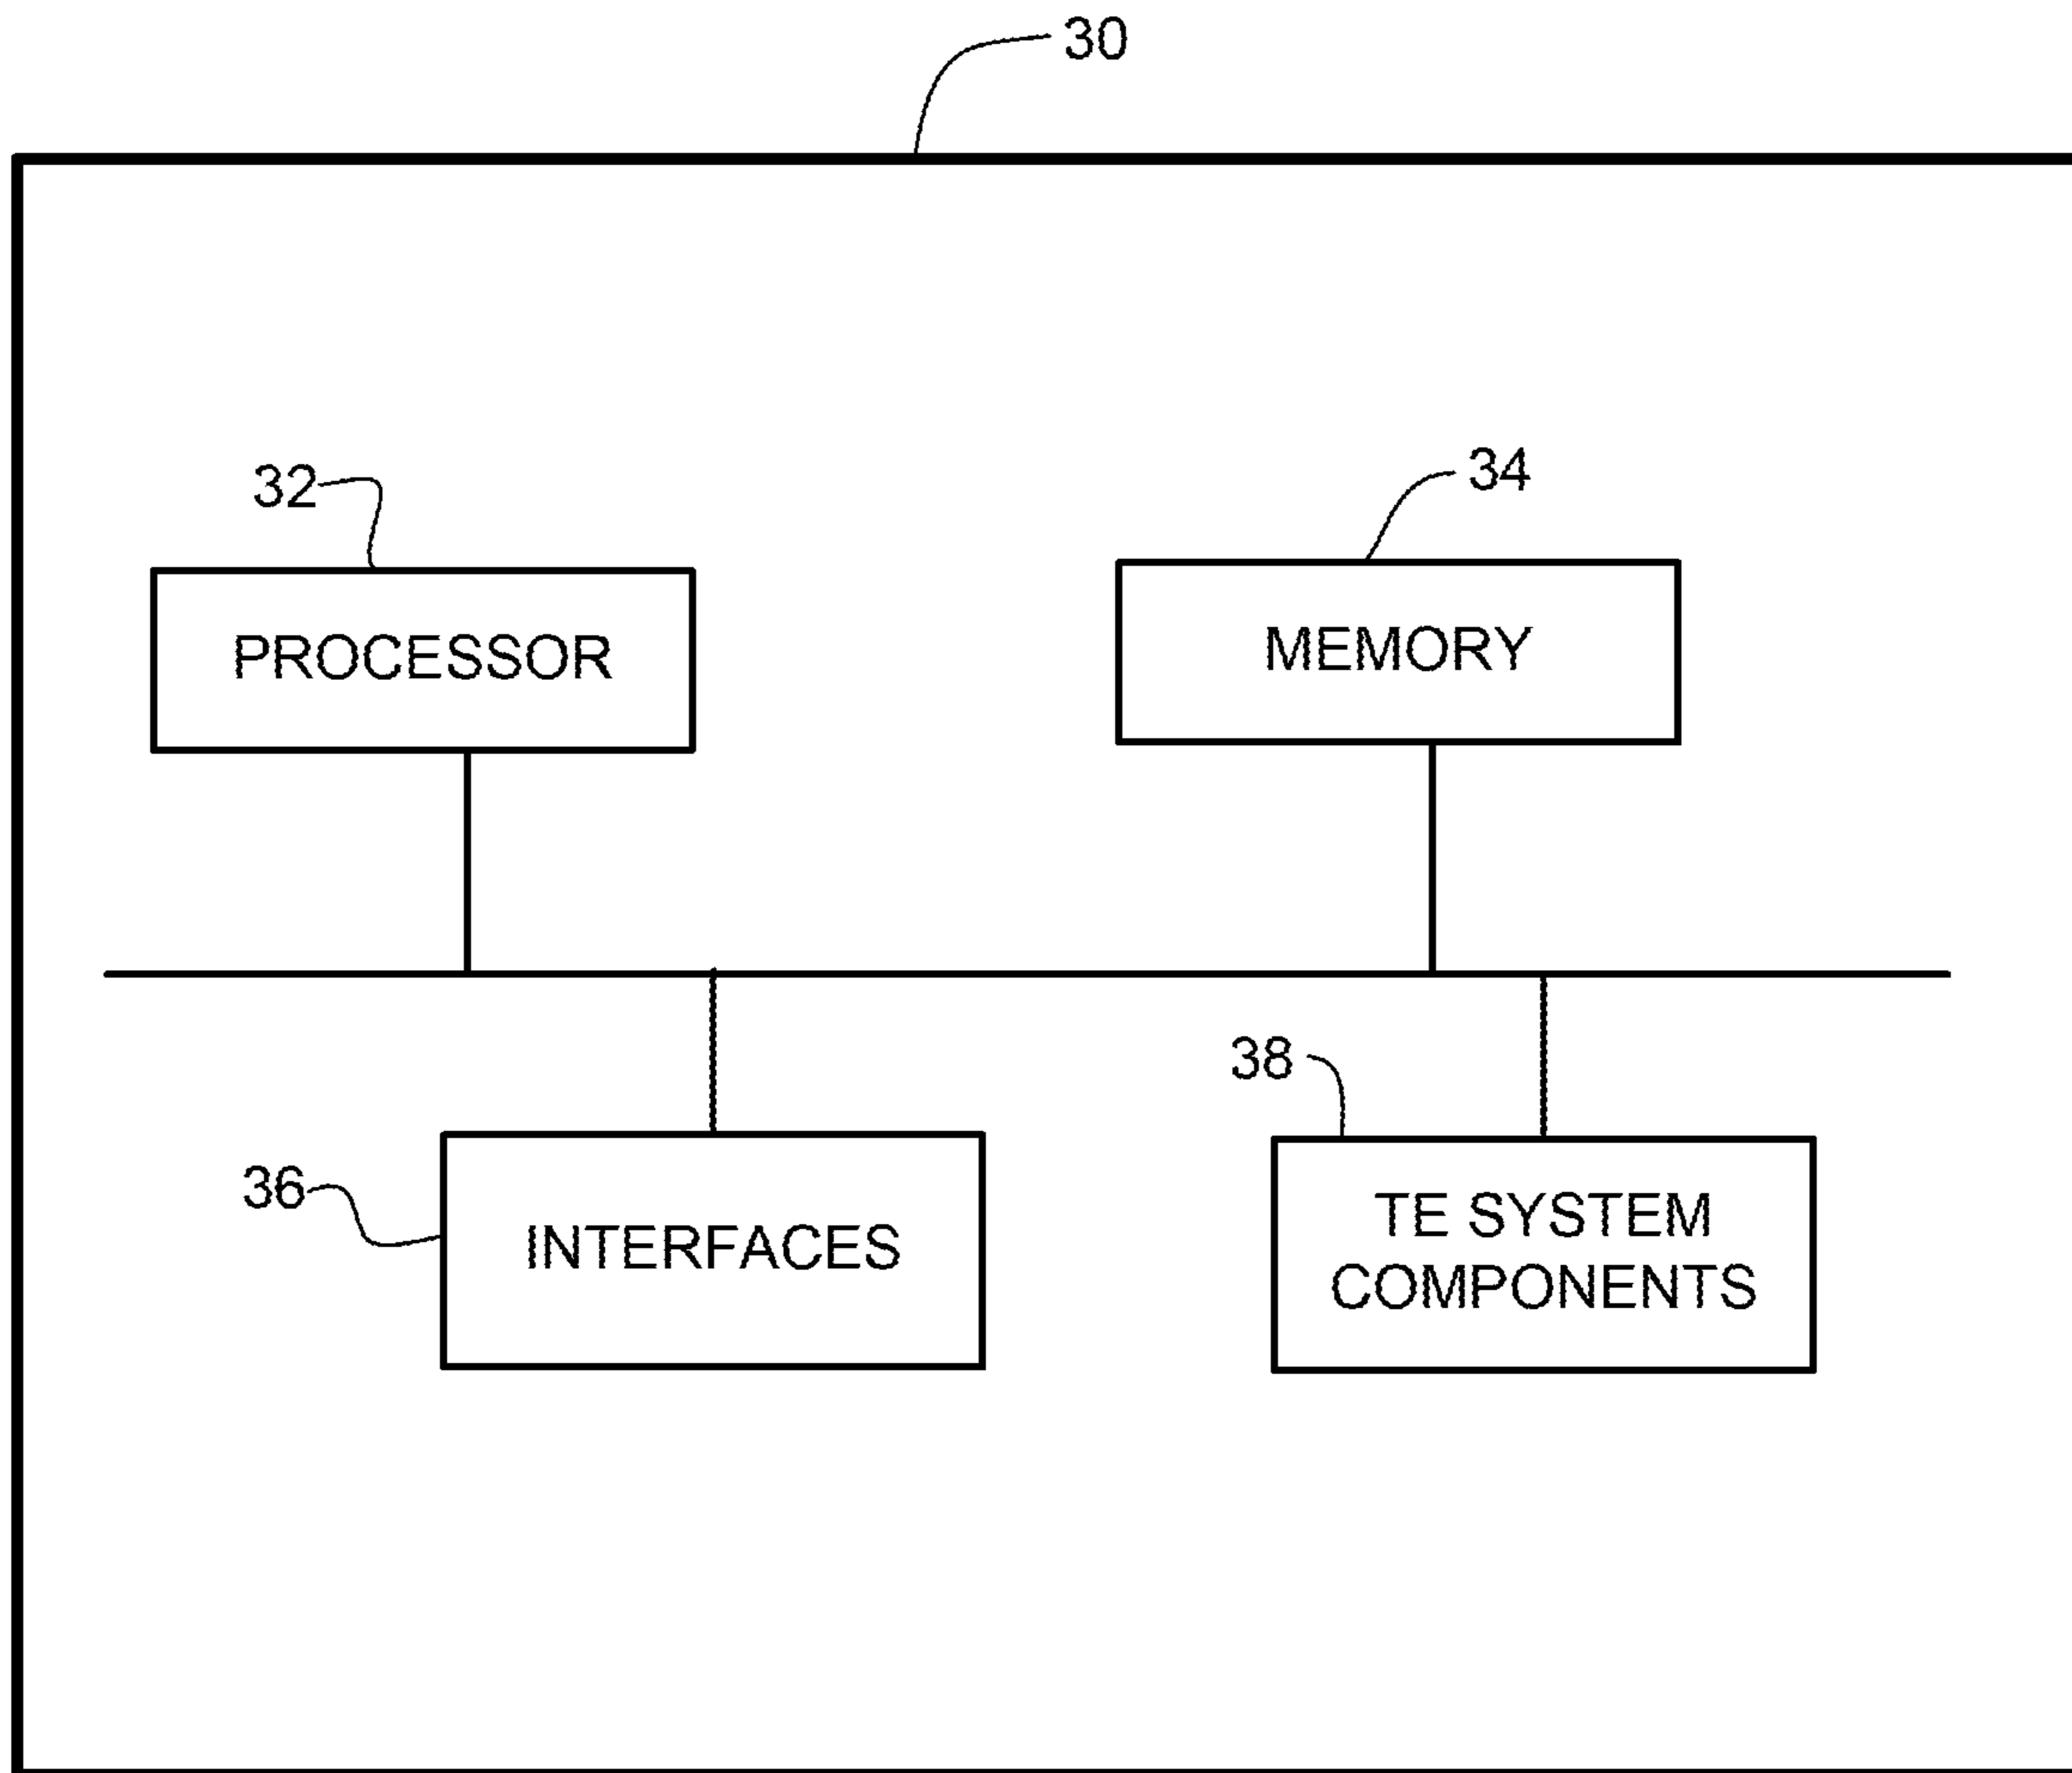 30
32
34
PROCESSOR
MEMORY
38
36
INTERFACES
TE SYSTEM
COMPONENTS